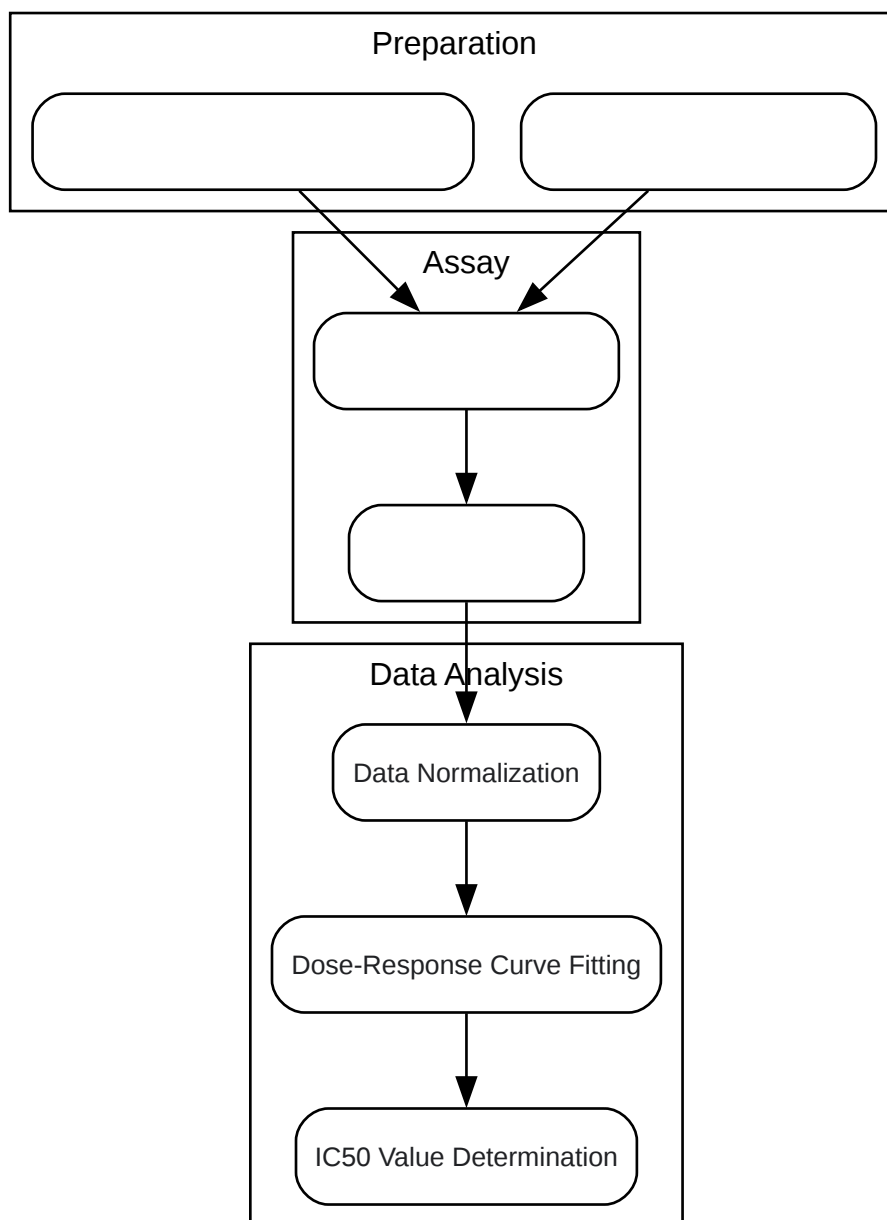 Preparation
Assay
Data Analysis
Data Normalization
Dose-Response Curve Fitting
IC50 Value Determination